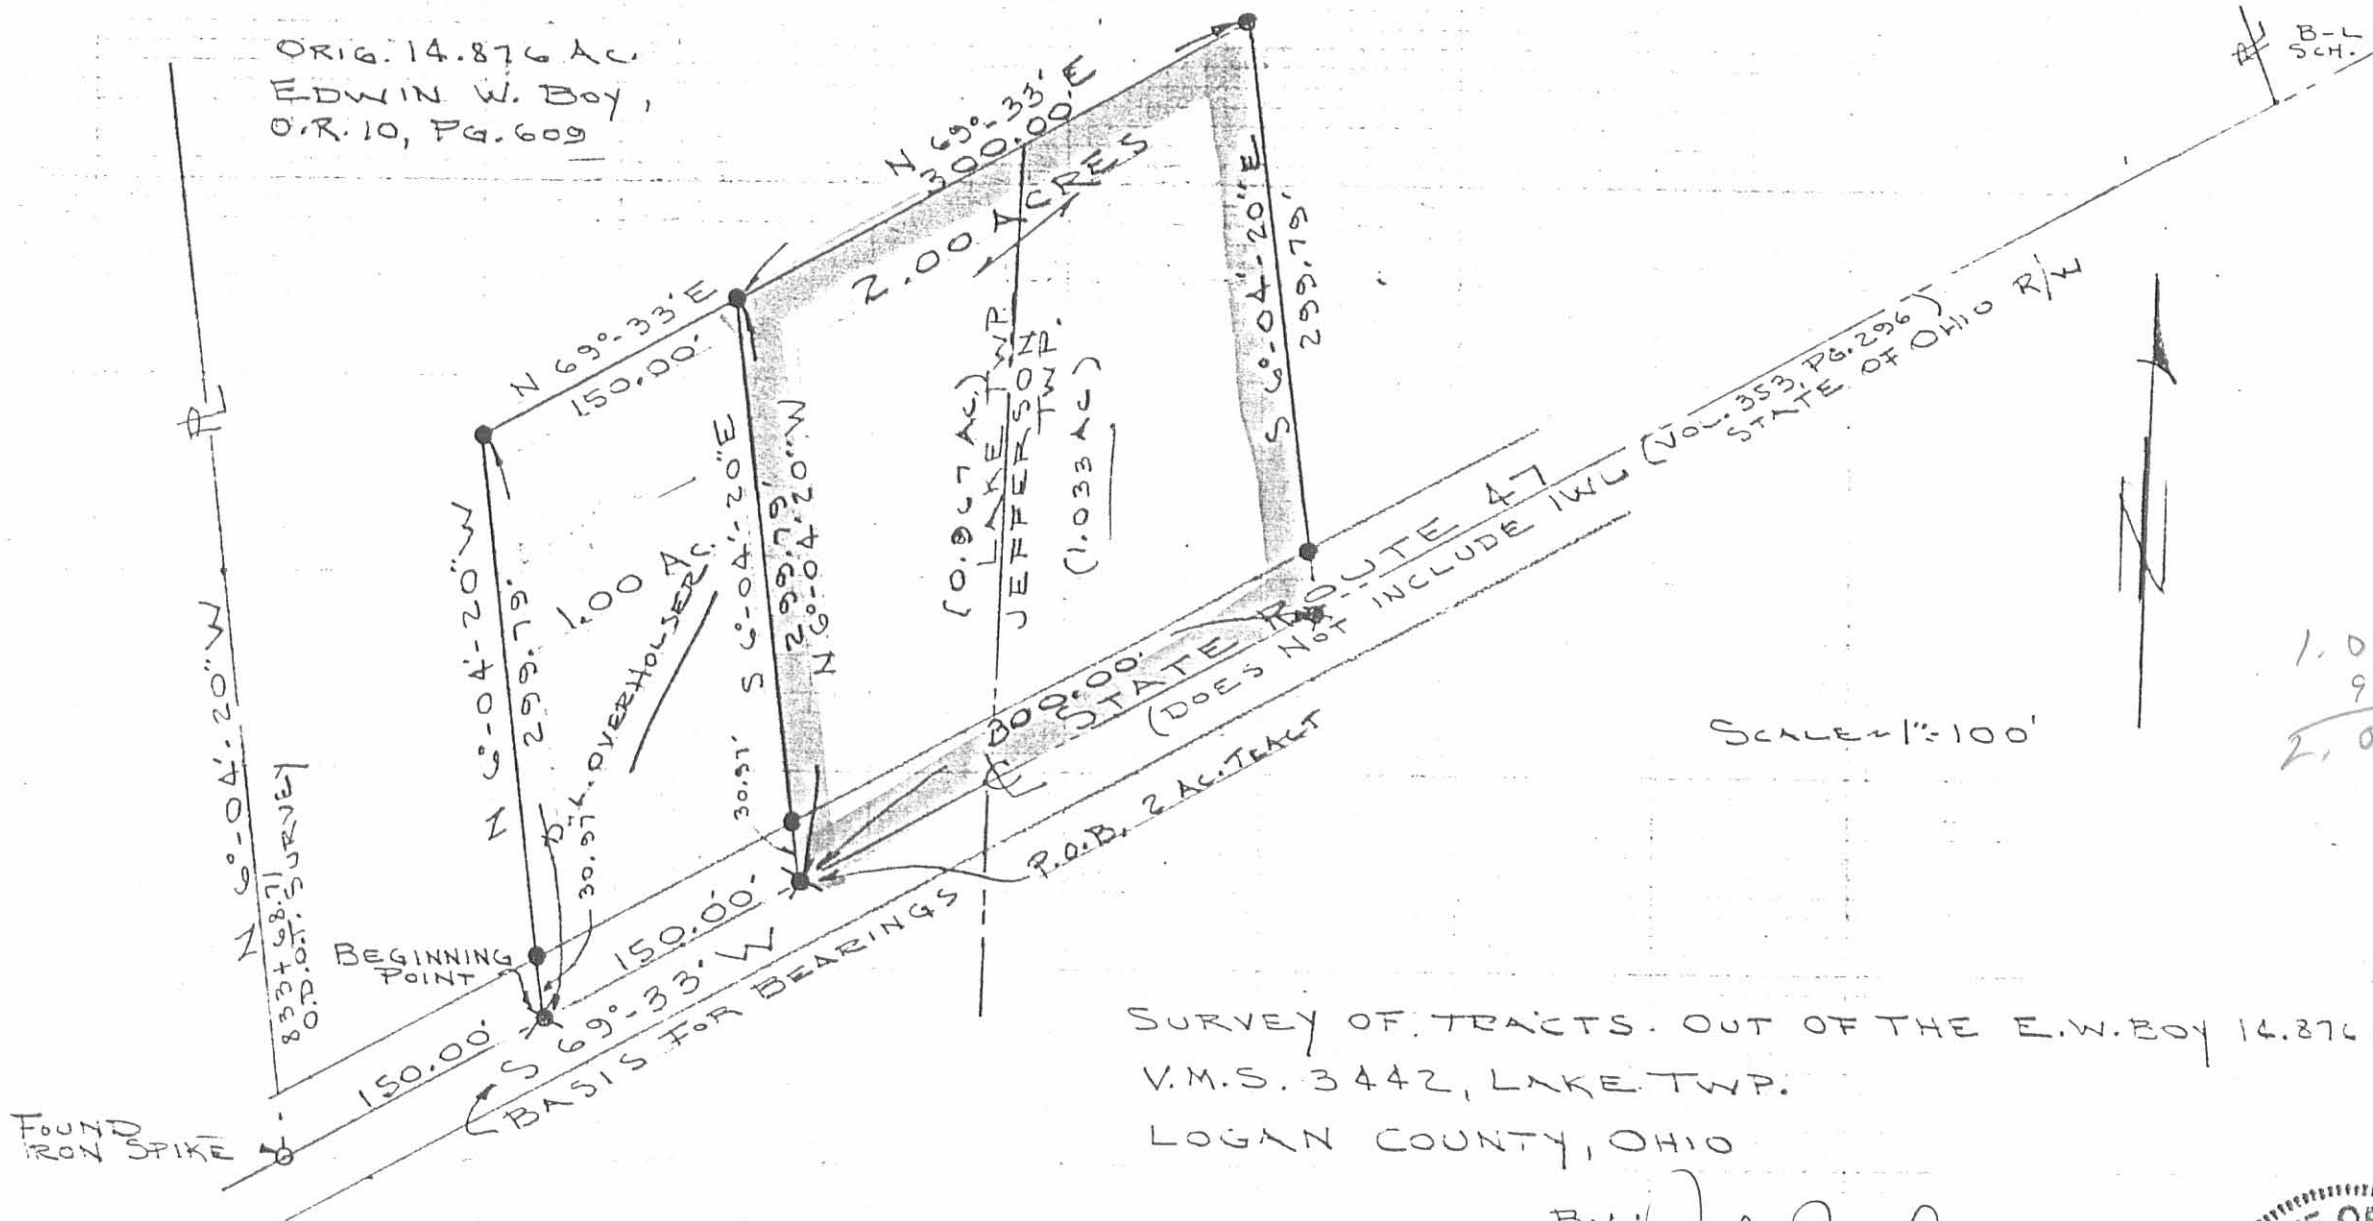 ORIG. 14.876 AC.
EDWIN W. BOY,
O.R. 10, PG. 609
B-L
SCH.
N 69°-33' E
300.00'
2.00 ACRES
S 6°-04'-20" E
299.79'
N 69°-33' E
150.00'
N 6°-04'-20" W
299.79'
1.00 AC.
OVERHOLSER
S 6°-04'-20" E
299.79'
N 6°-04'-20" W
(0.967 AC.)
LAKE TWP.
JEFFERSON
TWP.
(1.033 AC)
N 6°-04'-20" W
833+68.71
O.D.O.T. SURVEY
30.97'
30.97'
300.00'
STATE ROUTE 47
(DOES NOT INCLUDE
(VOL. 353, PG. 296)
STATE OF OHIO R/W
N
SCALE~1"=100'
P.O.B. 2 AC. TRACT
BEGINNING
POINT
150.00'
150.00'
S 69°-33' W
BASIS FOR BEARINGS
FOUND
IRON SPIKE
SURVEY OF TRACTS OUT OF THE E.W. BOY 14.876
V.M.S. 3442, LAKE TWP.
LOGAN COUNTY, OHIO
BY: